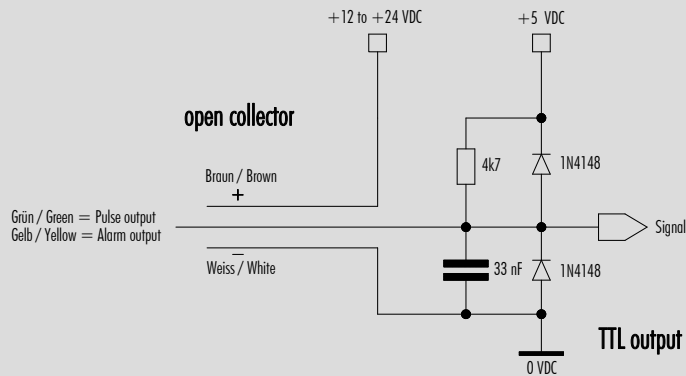 +12 to +24 VDC
+5 VDC
open collector
4k7
1N4148
Braun / Brown
+
Grün / Green = Pulse output
Gelb / Yellow = Alarm output
Signal
–
Weiss / White
33 nF
1N4148
TTL output
0 VDC